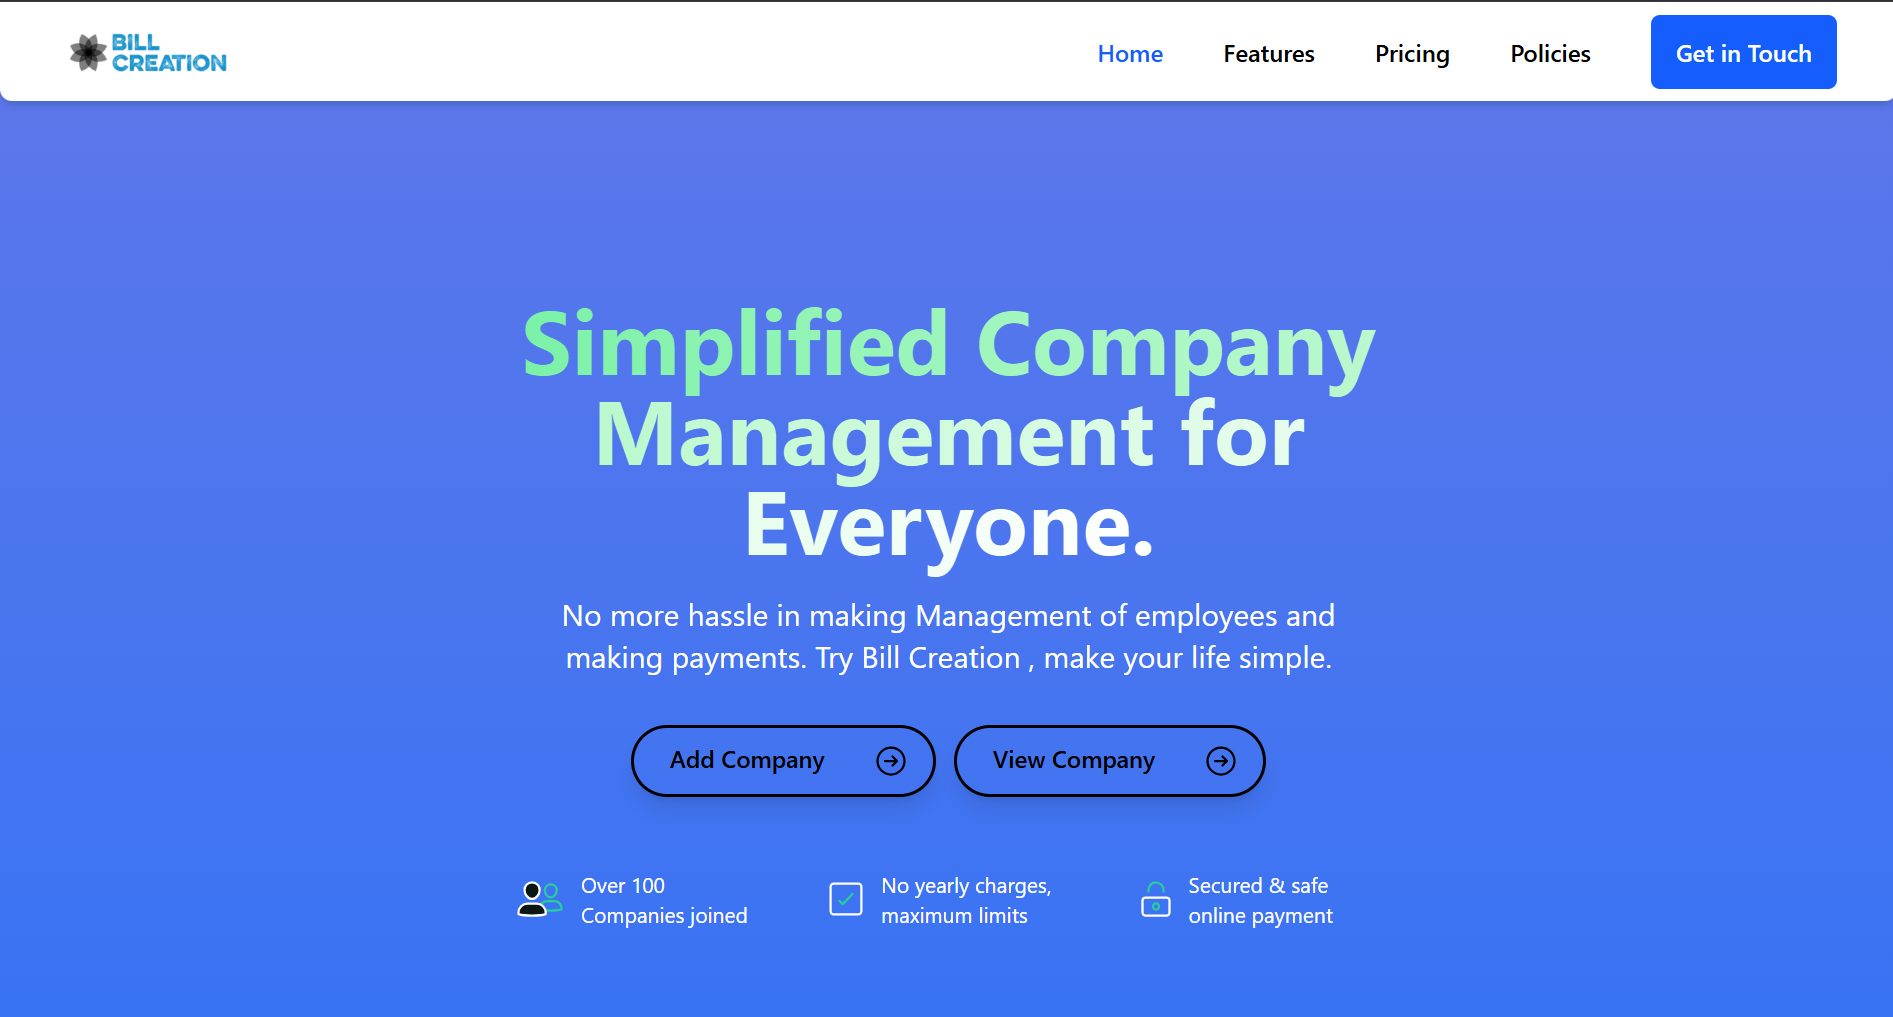 BILL
CREATION
Home
Features
Pricing
Policies
Get in Touch
Simplified Company
Management for
Everyone.
No more hassle in making Management of employees and
making payments. Try Bill Creation , make your life simple.
Add Company
View Company
Over 100
Companies joined
No yearly charges,
maximum limits
Secured & safe
online payment